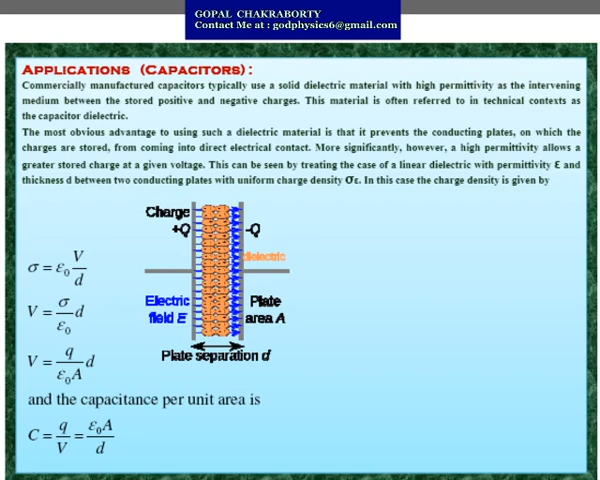 GOPAL CHAKRABORTY
Contact Me at : godphysics6@gmail.com
APPLICATIONS (CAPACITORS) :
Commercially manufactured capacitors typically use a solid dielectric material with high permittivity as the intervening
medium between the stored positive and negative charges. This material is often referred to in technical contexts as
the capacitor dielectric.
The most obvious advantage to using such a dielectric material is that it prevents the conducting plates, on which the
charges are stored, from coming into direct electrical contact. More significantly, however, a high permittivity allows a
greater stored charge at a given voltage. This can be seen by treating the case of a linear dielectric with permittivity ε and
thickness d between two conducting plates with uniform charge density σε. In this case the charge density is given by
Charge
+Q -Q
dielectric
Electric
field E
Plate
area A
Plate separation d
σ = ε₀ V/d
V = σ/ε₀ d
V = q/ε₀A d
and the capacitance per unit area is
C = q/V = ε₀A/d